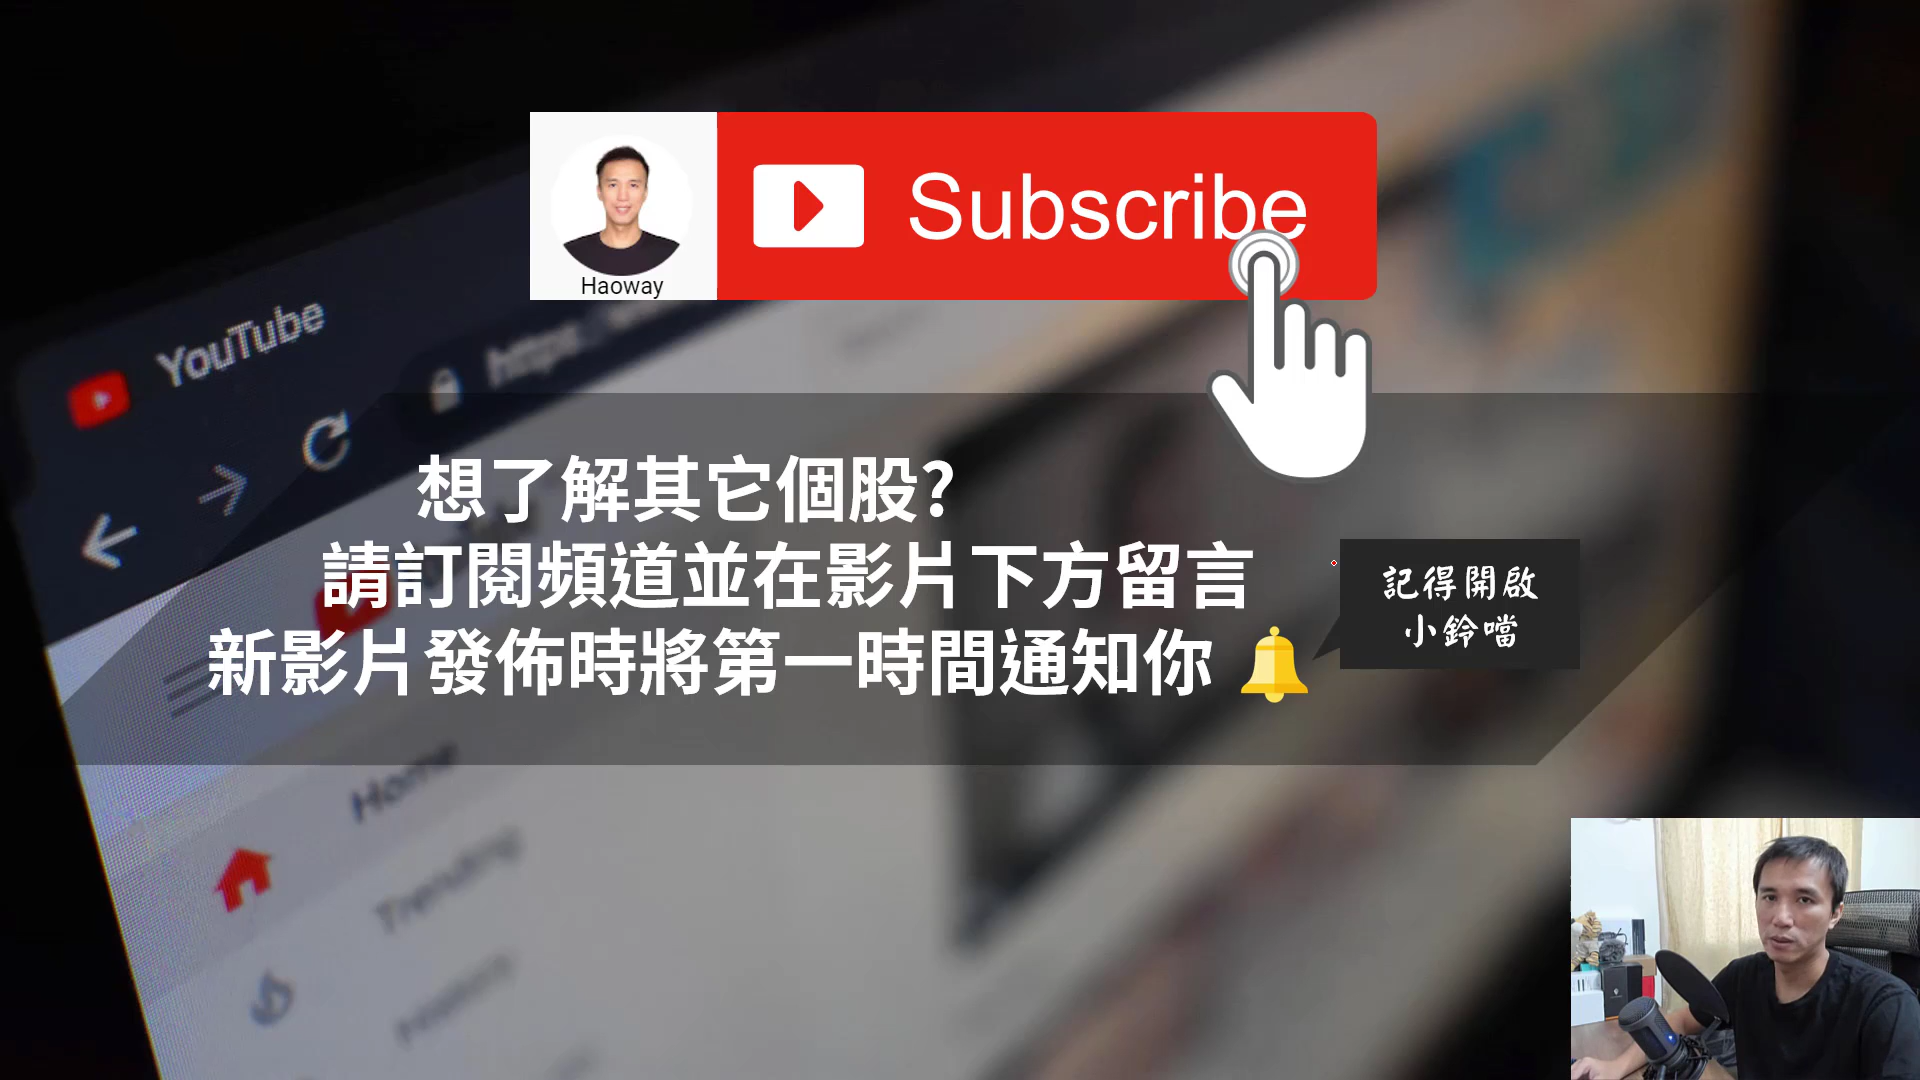 Subscribe
Haoway
YouTube
https://
想了解其它個股?
請訂閱頻道並在影片下方留言
新影片發佈時將第一時間通知你
記得開啟
小鈴噹
Home
Trending